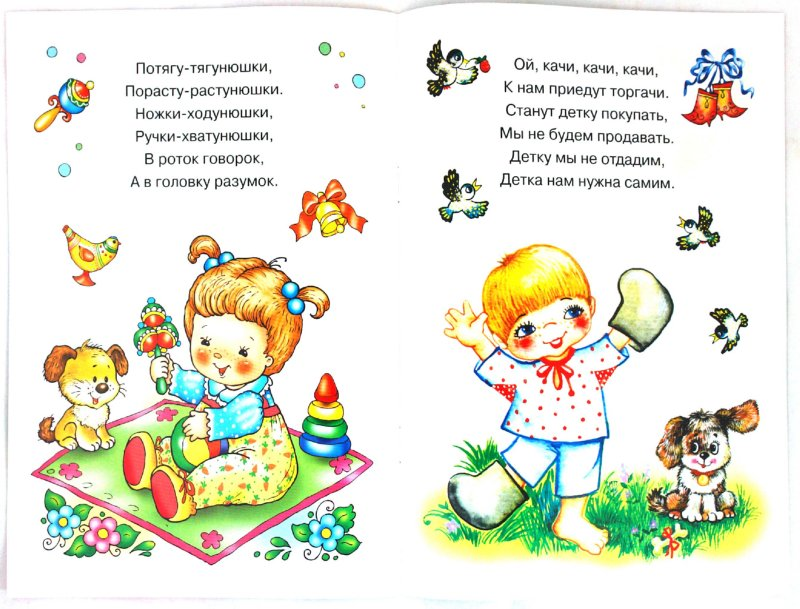 Потягу-тягунюшки,
Порасту-растунюшки.
Ножки-ходунюшки,
Ручки-хватунюшки,
В роток говорок,
А в головку разумок.
Ой, качи, качи, качи,
К нам приедут торгачи.
Станут детку покупать,
Мы не будем продавать.
Детку мы не отдадим,
Детка нам нужна самим.